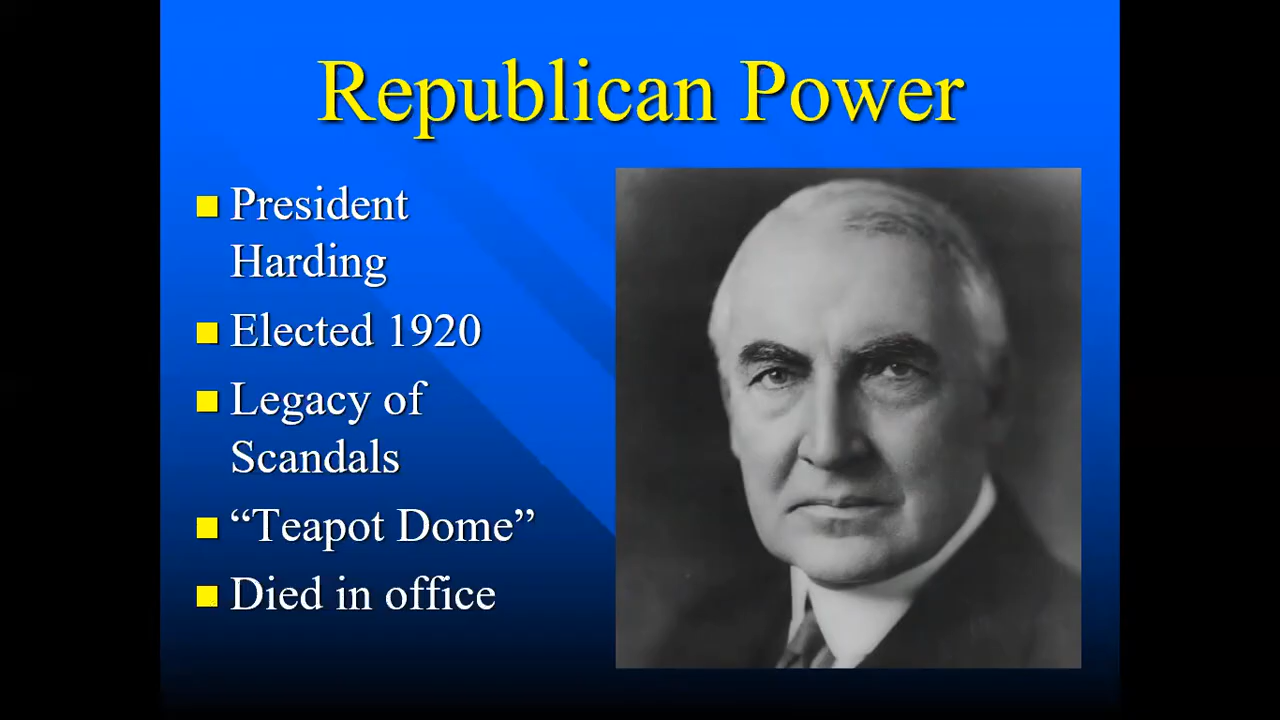 Republican Power
President
Harding
Elected 1920
Legacy of
Scandals
“Teapot Dome”
Died in office